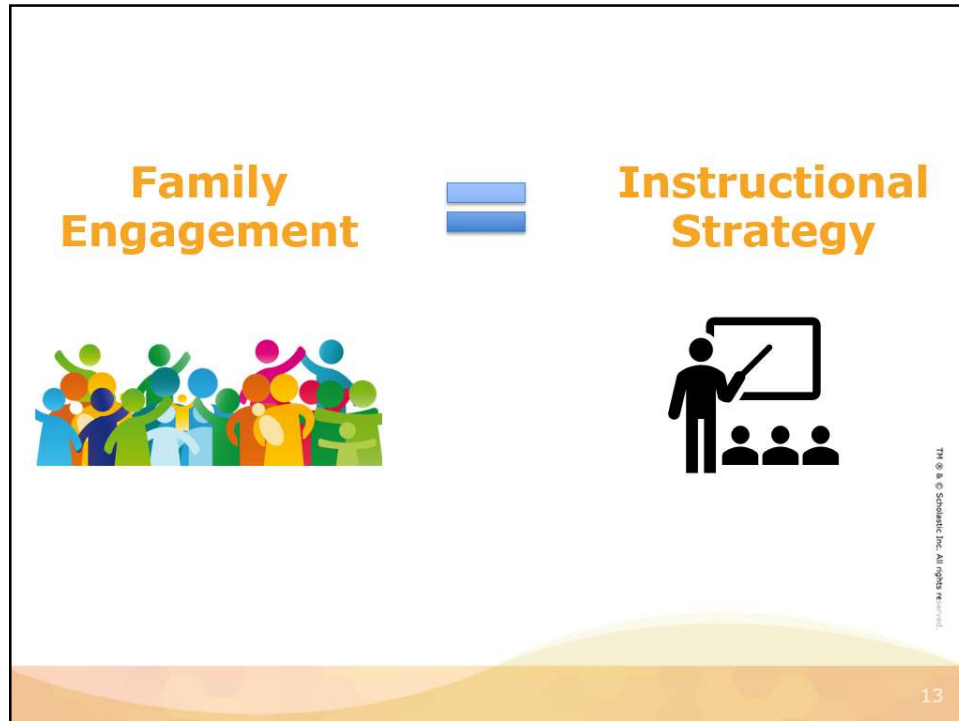 Family
Engagement
Instructional
Strategy
TM ® & © Scholastic Inc. All rights reserved.
13